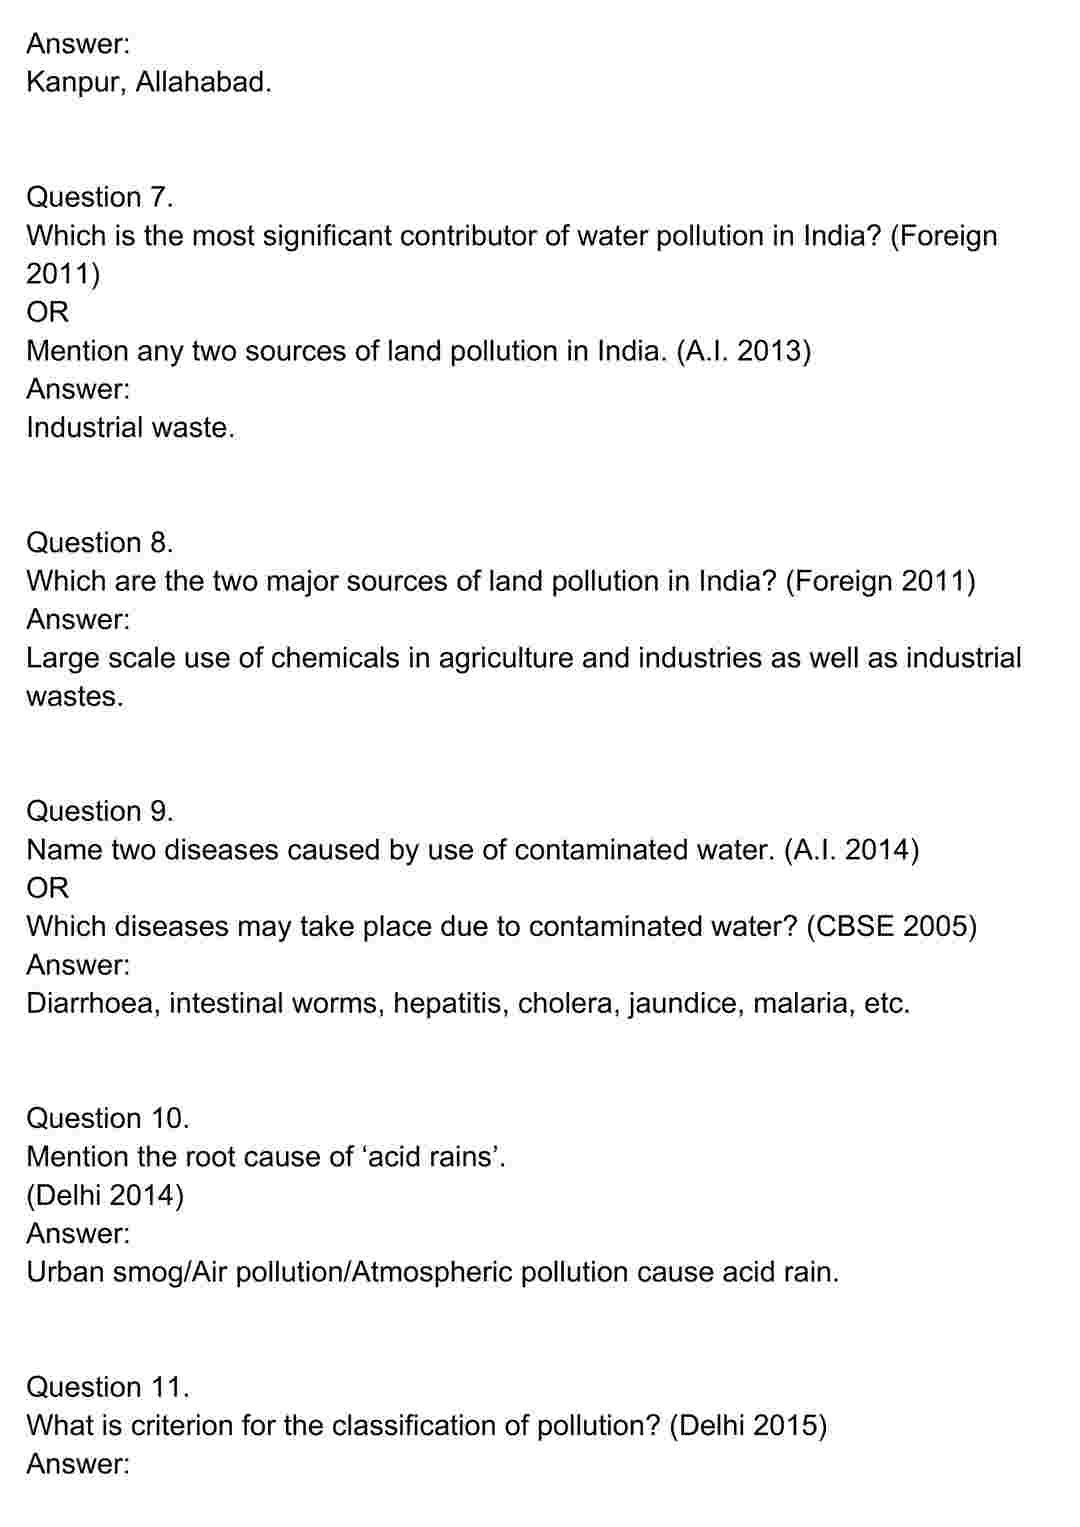 Answer:
Kanpur, Allahabad.
Question 7.
Which is the most significant contributor of water pollution in India? (Foreign
2011)
OR
Mention any two sources of land pollution in India. (A.I. 2013)
Answer:
Industrial waste.
Question 8.
Which are the two major sources of land pollution in India? (Foreign 2011)
Answer:
Large scale use of chemicals in agriculture and industries as well as industrial
wastes.
Question 9.
Name two diseases caused by use of contaminated water. (A.I. 2014)
OR
Which diseases may take place due to contaminated water? (CBSE 2005)
Answer:
Diarrhoea, intestinal worms, hepatitis, cholera, jaundice, malaria, etc.
Question 10.
Mention the root cause of ‘acid rains’.
(Delhi 2014)
Answer:
Urban smog/Air pollution/Atmospheric pollution cause acid rain.
Question 11.
What is criterion for the classification of pollution? (Delhi 2015)
Answer: